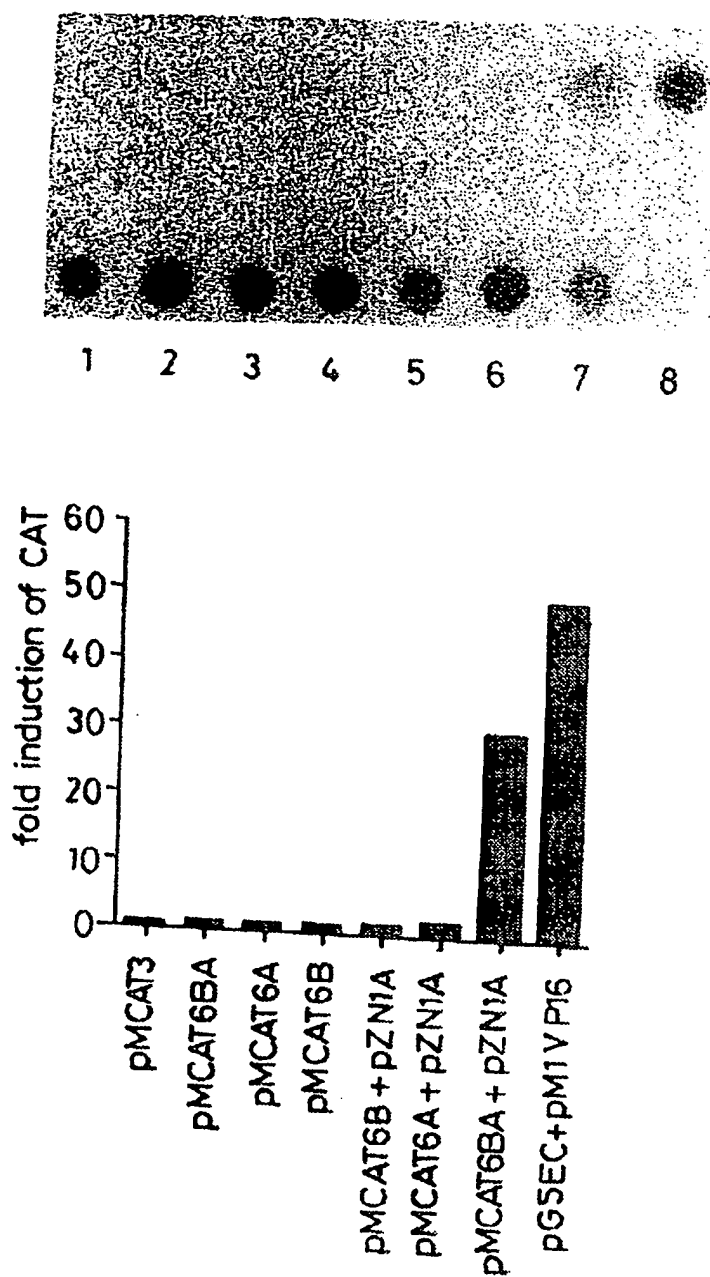 1 2 3 4 5 6 7 8
fold induction of CAT
60
50
40
30
20
10
0
pMCAT3
pMCAT6BA
pMCAT6A
pMCAT6B
pMCAT6B + pZN1A
pMCAT6A + pZN1A
pMCAT6BA + pZN1A
pG5EC+pM1VP16